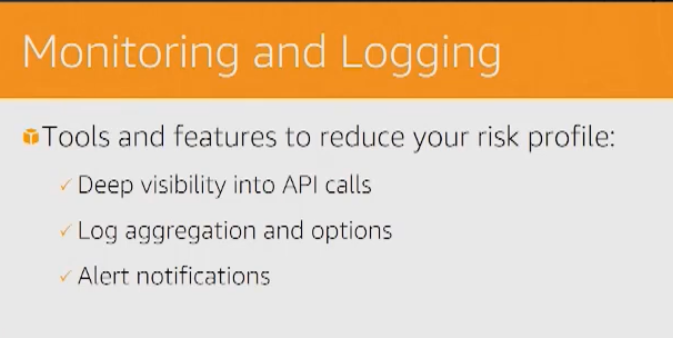 Monitoring and Logging
Tools and features to reduce your risk profile:
Deep visibility into API calls
Log aggregation and options
Alert notifications